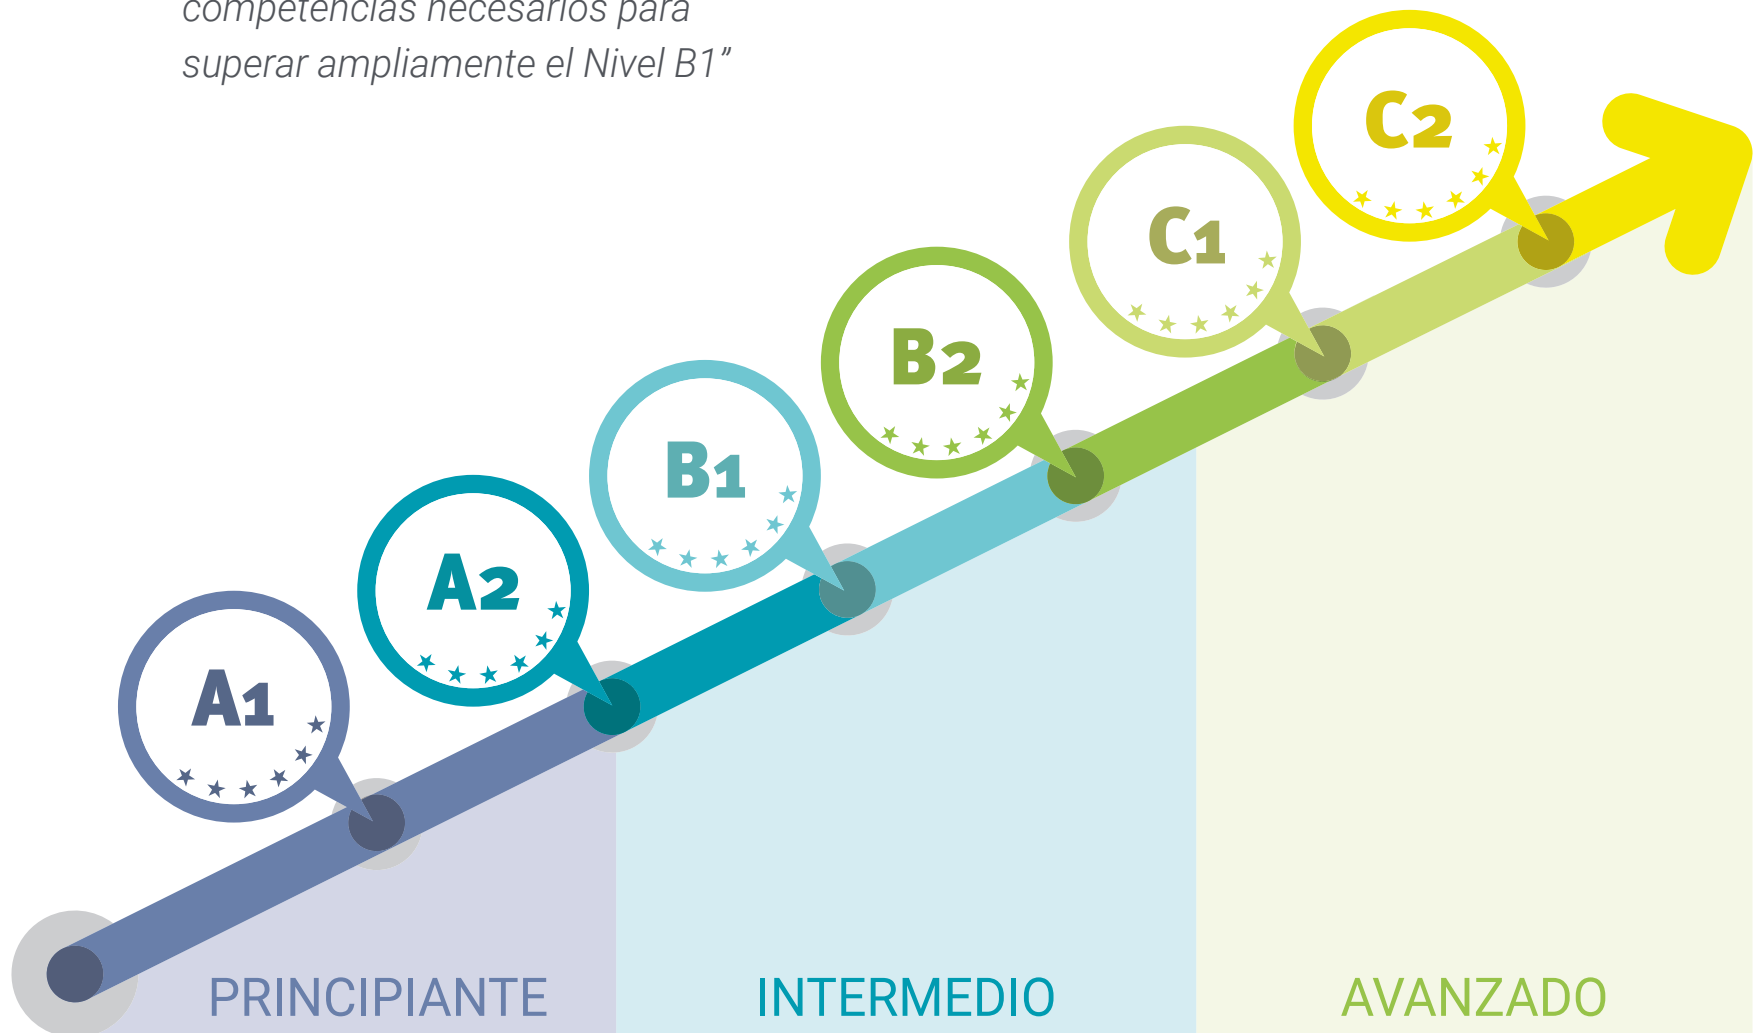 competencias necesarios para
superar ampliamente el Nivel B1”
C2
C1
B2
B1
A2
A1
PRINCIPIANTE
INTERMEDIO
AVANZADO